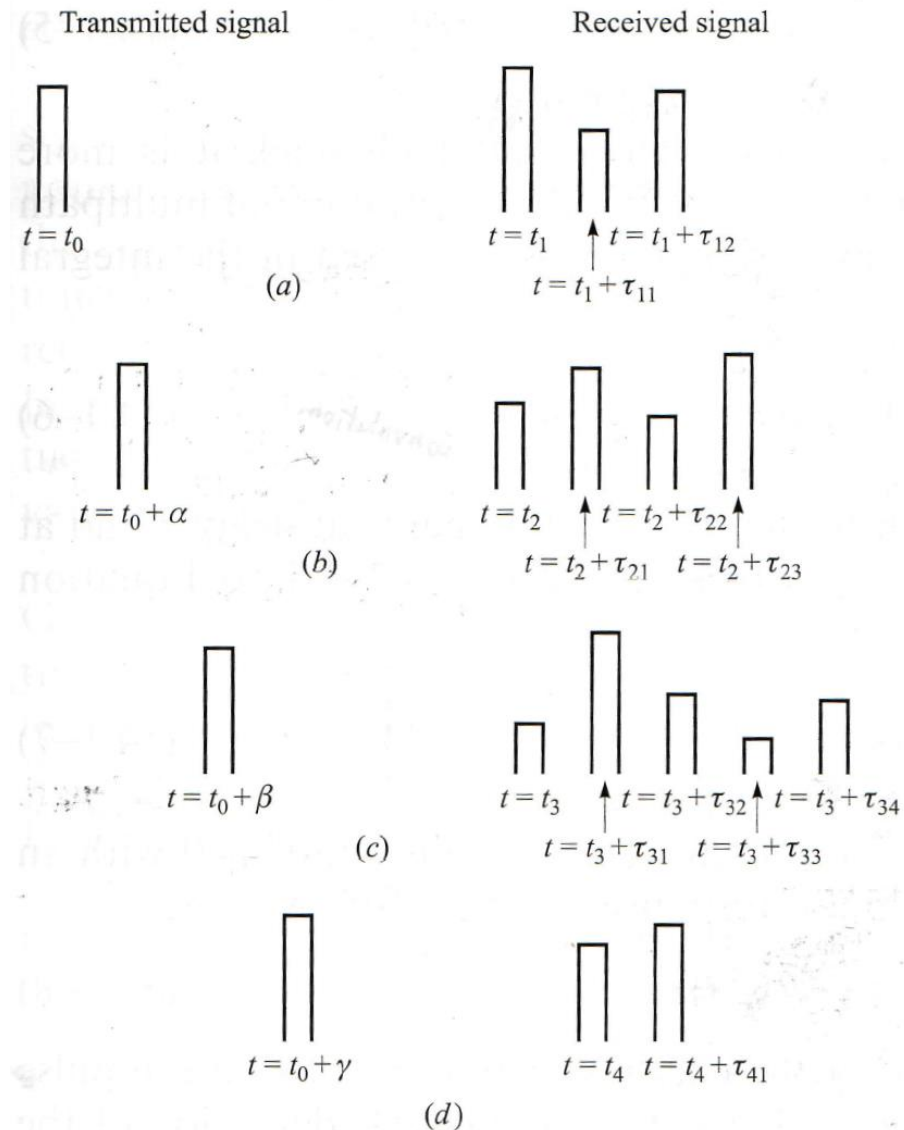 Transmitted signal Received signal
t = t₀ t = t₁ t = t₁ + τ₁₂
t = t₁ + τ₁₁
(a)
t = t₀ + α t = t₂ t = t₂ + τ₂₂
t = t₂ + τ₂₁ t = t₂ + τ₂₃
(b)
t = t₀ + β t = t₃ t = t₃ + τ₃₂ t = t₃ + τ₃₄
t = t₃ + τ₃₁ t = t₃ + τ₃₃
(c)
t = t₀ + γ t = t₄ t = t₄ + τ₄₁
(d)